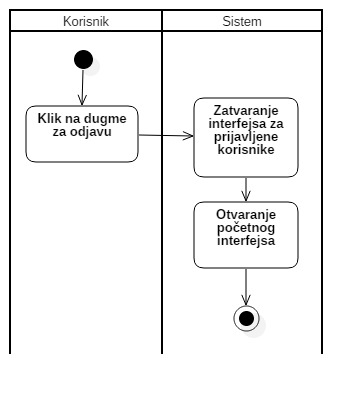 Korisnik
Sistem
Klik na dugme
za odjavu
Zatvaranje
interfejsa za
prijavljene
korisnike
Otvaranje
početnog
interfejsa